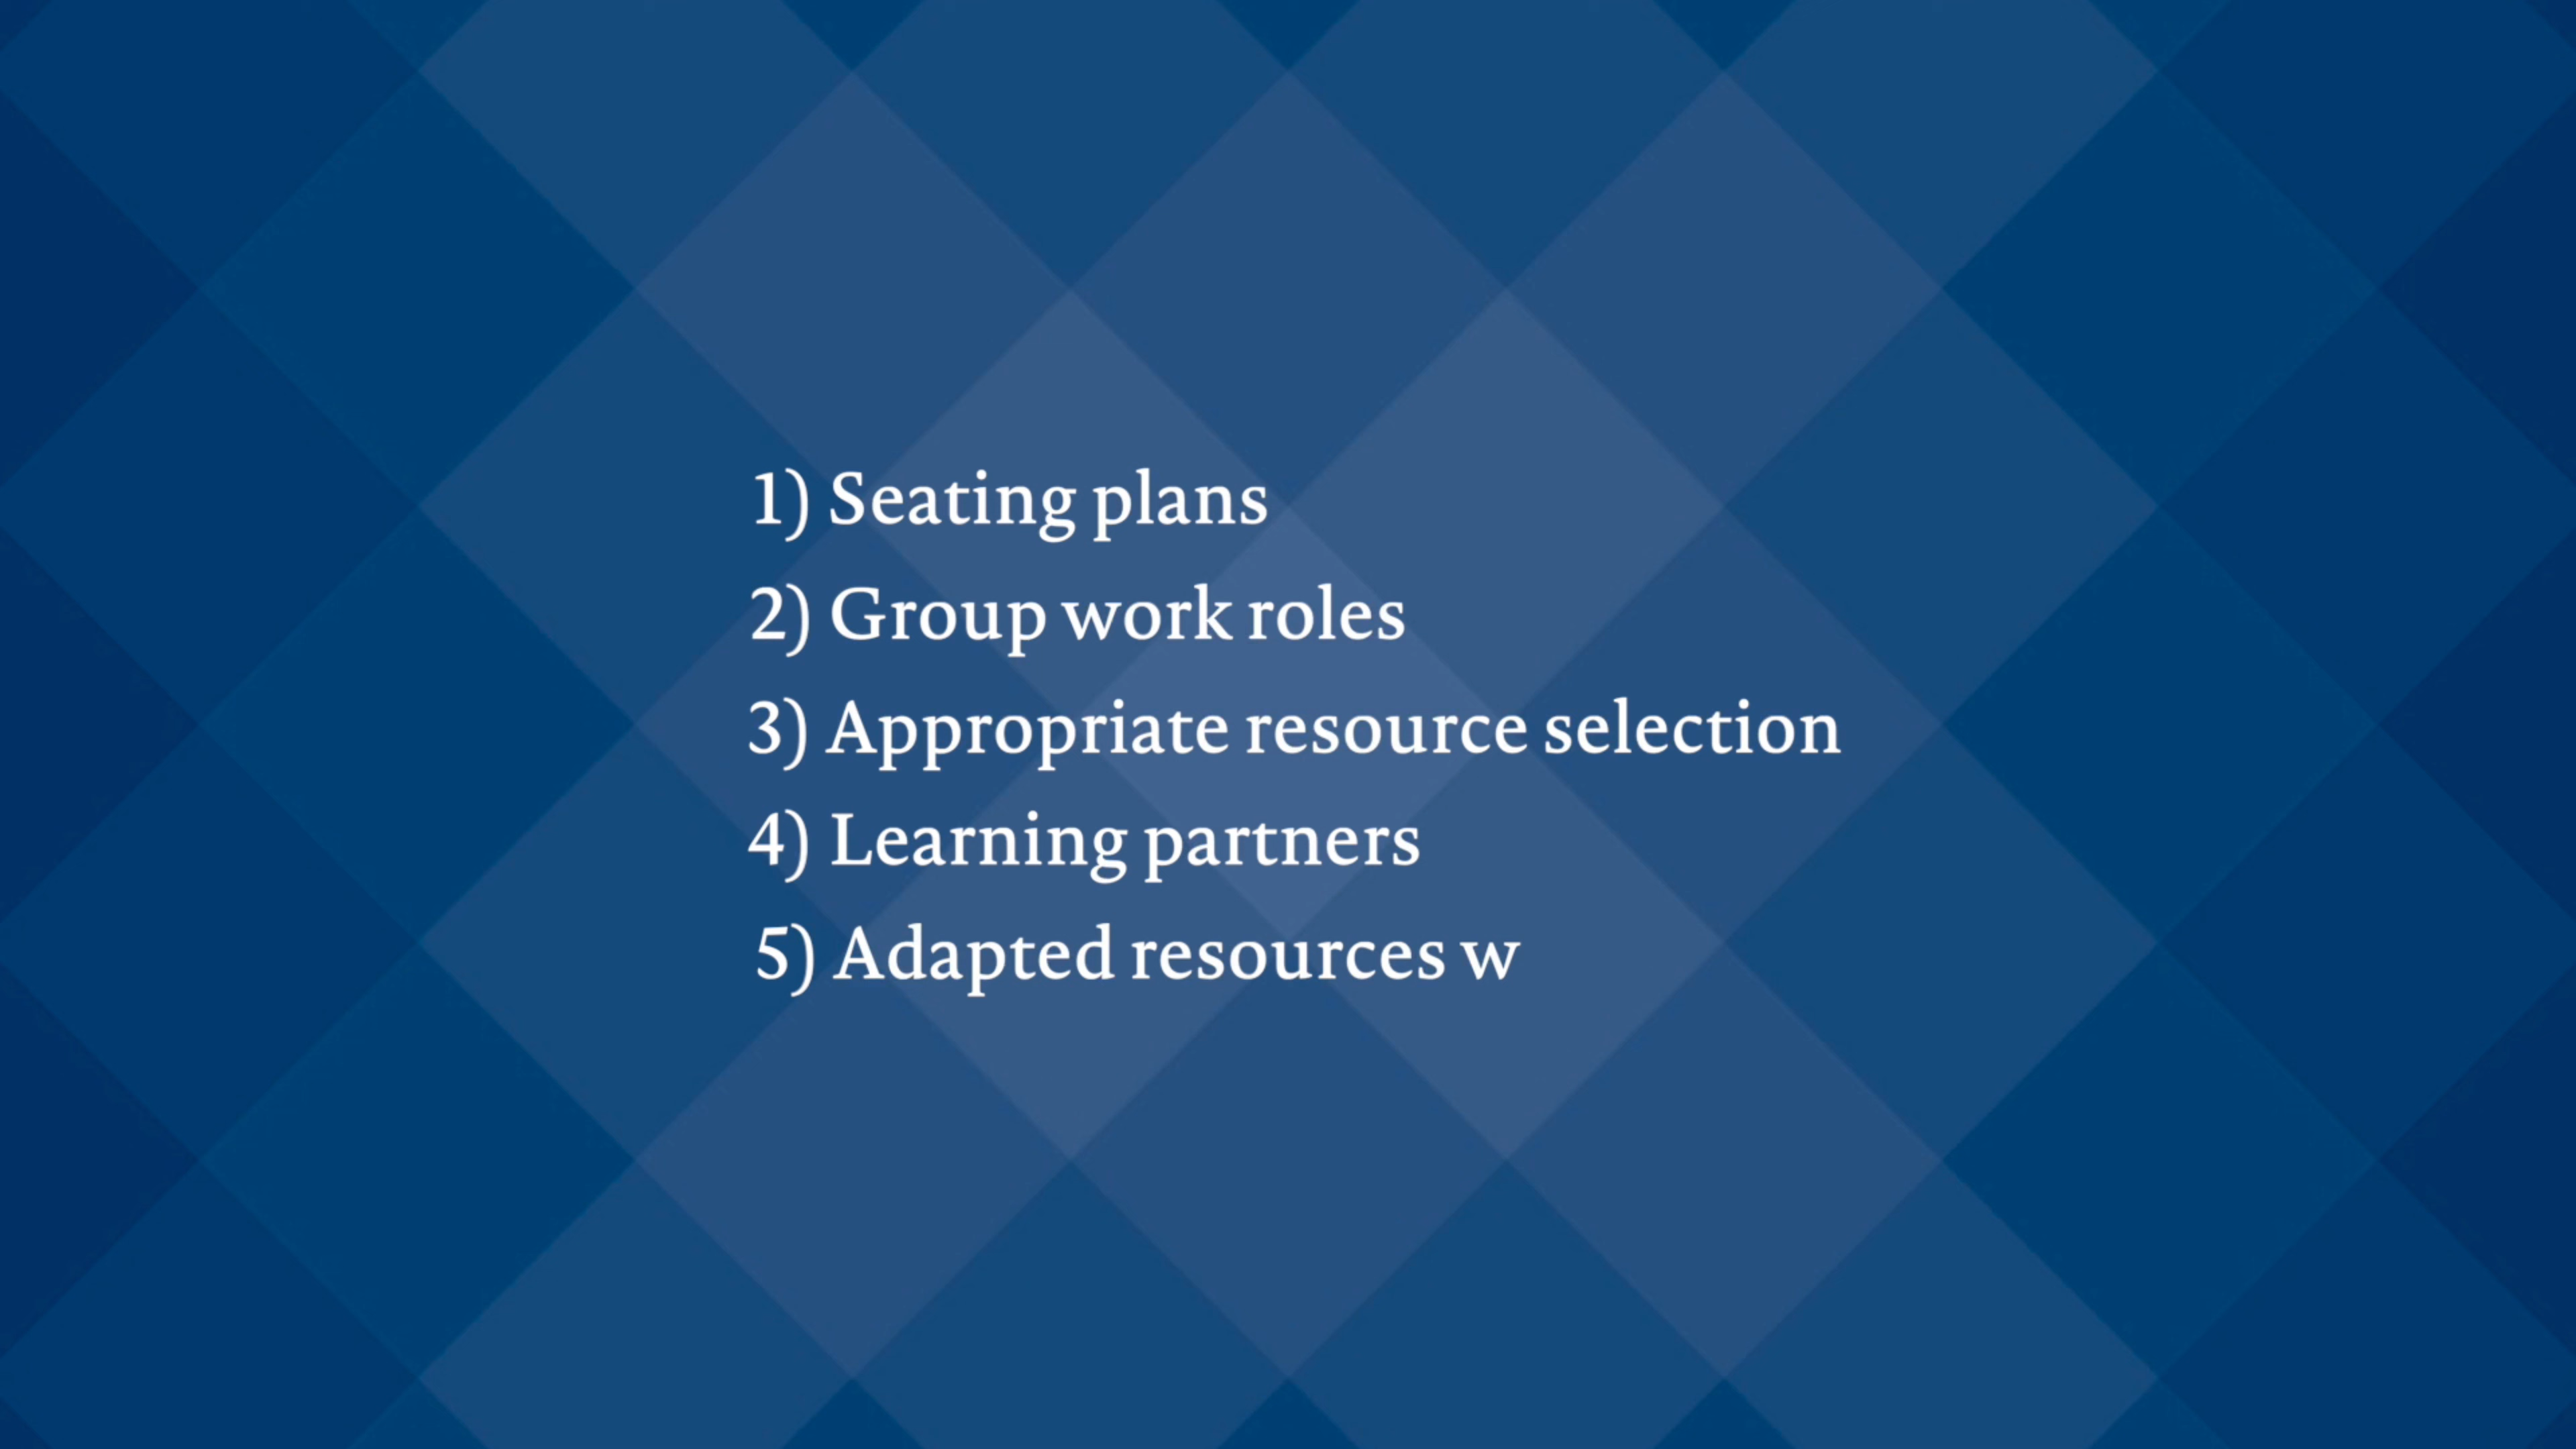 1) Seating plans
2) Group work roles
3) Appropriate resource selection
4) Learning partners
5) Adapted resources w